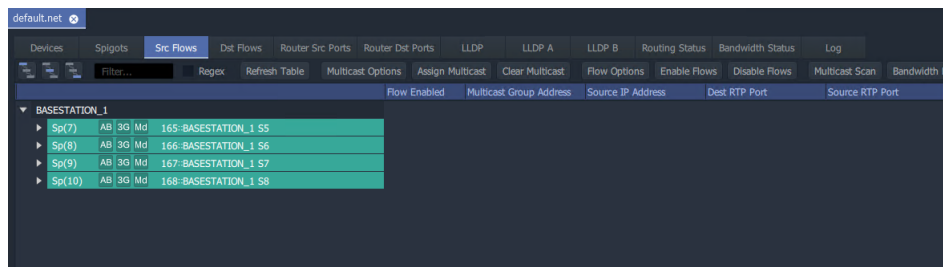 default.net
Devices Spigots Src Flows Dst Flows Router Src Ports Router Dst Ports LLDP LLDP A LLDP B Routing Status Bandwidth Status Log
Filter... Regex Refresh Table Multicast Options Assign Multicast Clear Multicast Flow Options Enable Flows Disable Flows Multicast Scan Bandwidth
Flow Enabled Multicast Group Address Source IP Address Dest RTP Port Source RTP Port
BASESTATION_1
Sp(7) AB 3G Md 165::BASESTATION_1 S5
Sp(8) AB 3G Md 166::BASESTATION_1 S6
Sp(9) AB 3G Md 167::BASESTATION_1 S7
Sp(10) AB 3G Md 168::BASESTATION_1 S8